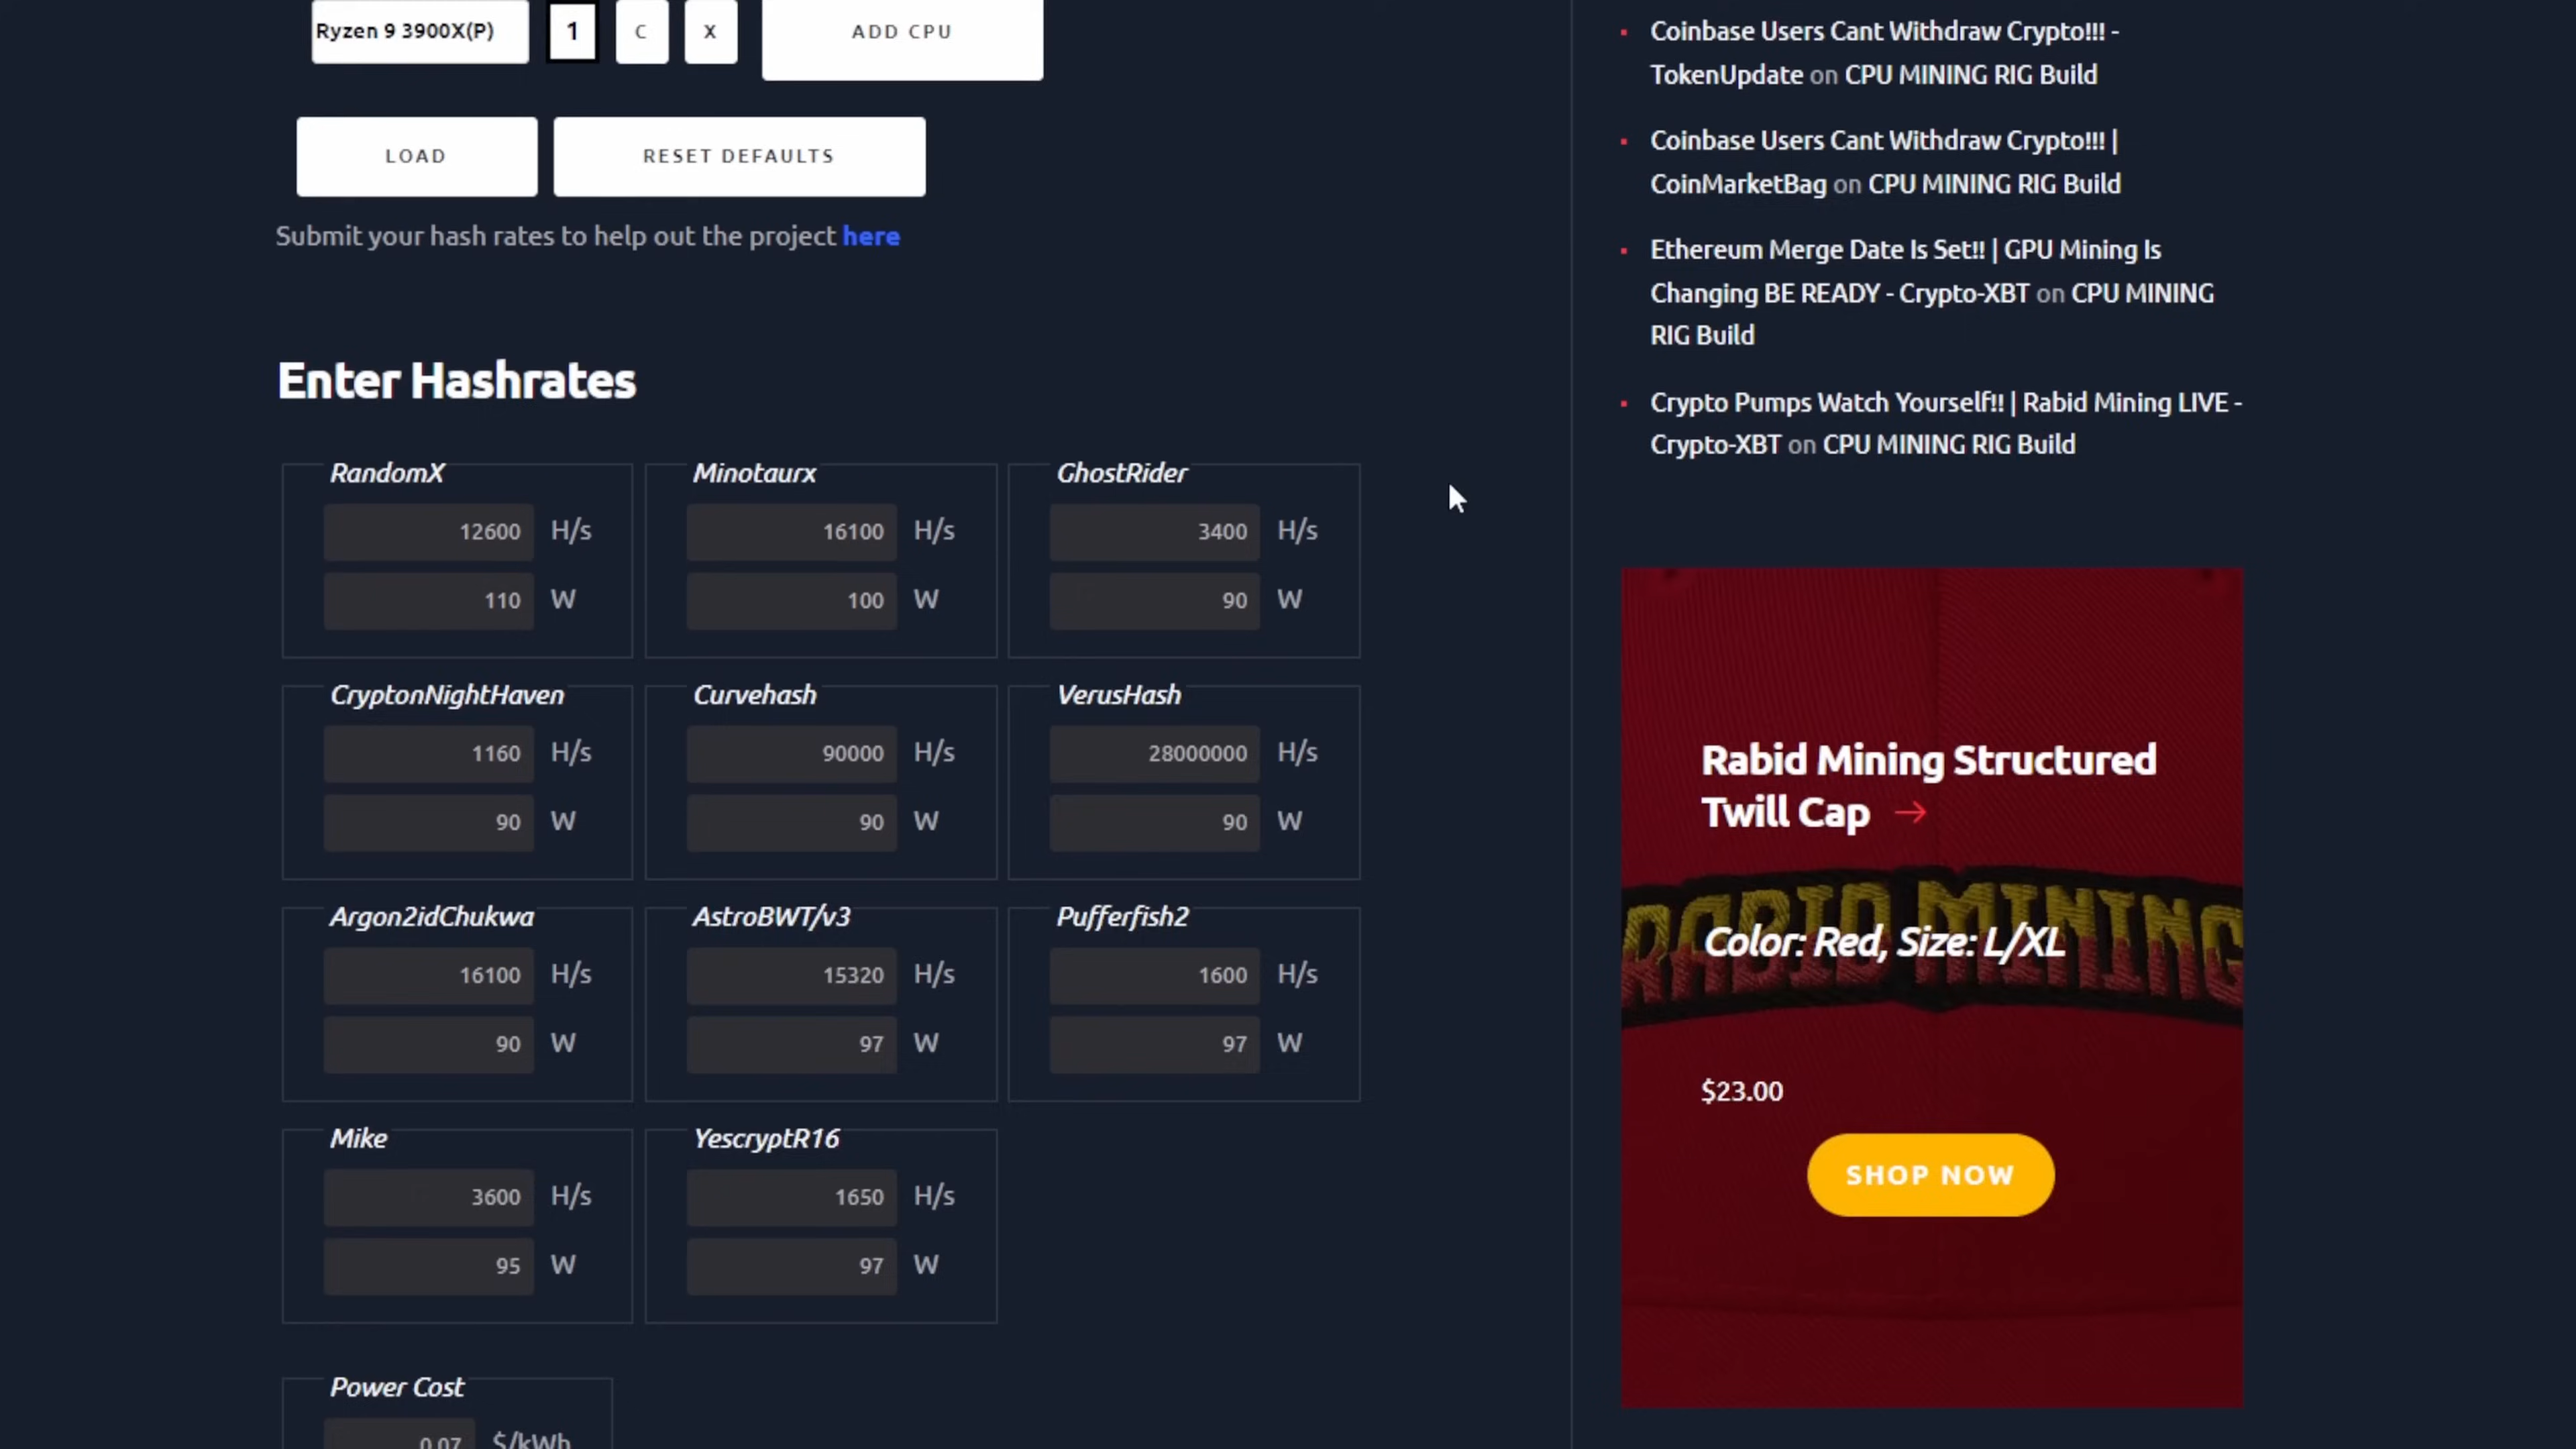 Ryzen 9 3900X(P)
1
C
X
ADD CPU
LOAD
RESET DEFAULTS
Submit your hash rates to help out the project here
Enter Hashrates
RandomX
12600 H/s
110 W
Minotaurx
16100 H/s
100 W
GhostRider
3400 H/s
90 W
CryptonNightHaven
1160 H/s
90 W
Curvehash
90000 H/s
90 W
VerusHash
28000000 H/s
90 W
Argon2idChukwa
16100 H/s
90 W
AstroBWT/v3
15320 H/s
97 W
Pufferfish2
1600 H/s
97 W
Mike
3600 H/s
95 W
YescryptR16
1650 H/s
97 W
Power Cost
0.07 $/kWh
Coinbase Users Cant Withdraw Crypto!!! -
TokenUpdate on CPU MINING RIG Build
Coinbase Users Cant Withdraw Crypto!!! |
CoinMarketBag on CPU MINING RIG Build
Ethereum Merge Date Is Set!! | GPU Mining Is
Changing BE READY - Crypto-XBT on CPU MINING
RIG Build
Crypto Pumps Watch Yourself!! | Rabid Mining LIVE -
Crypto-XBT on CPU MINING RIG Build
Rabid Mining Structured
Twill Cap →
RABID MINING
Color: Red, Size: L/XL
$23.00
SHOP NOW